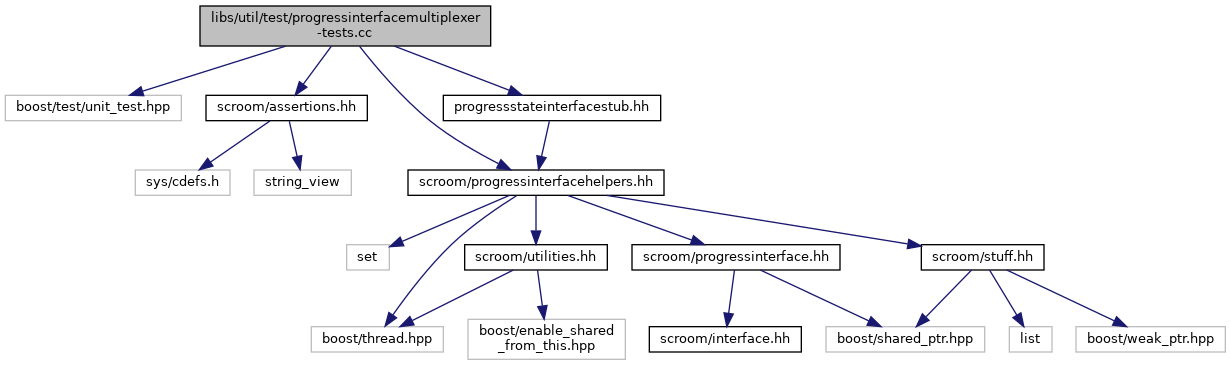 libs/util/test/progressinterfacemultiplexer
-tests.cc
boost/test/unit_test.hpp
scroom/assertions.hh
progressstateinterfacestub.hh
sys/cdefs.h
string_view
scroom/progressinterfacehelpers.hh
set
scroom/utilities.hh
scroom/progressinterface.hh
scroom/stuff.hh
boost/thread.hpp
boost/enable_shared
_from_this.hpp
scroom/interface.hh
boost/shared_ptr.hpp
list
boost/weak_ptr.hpp